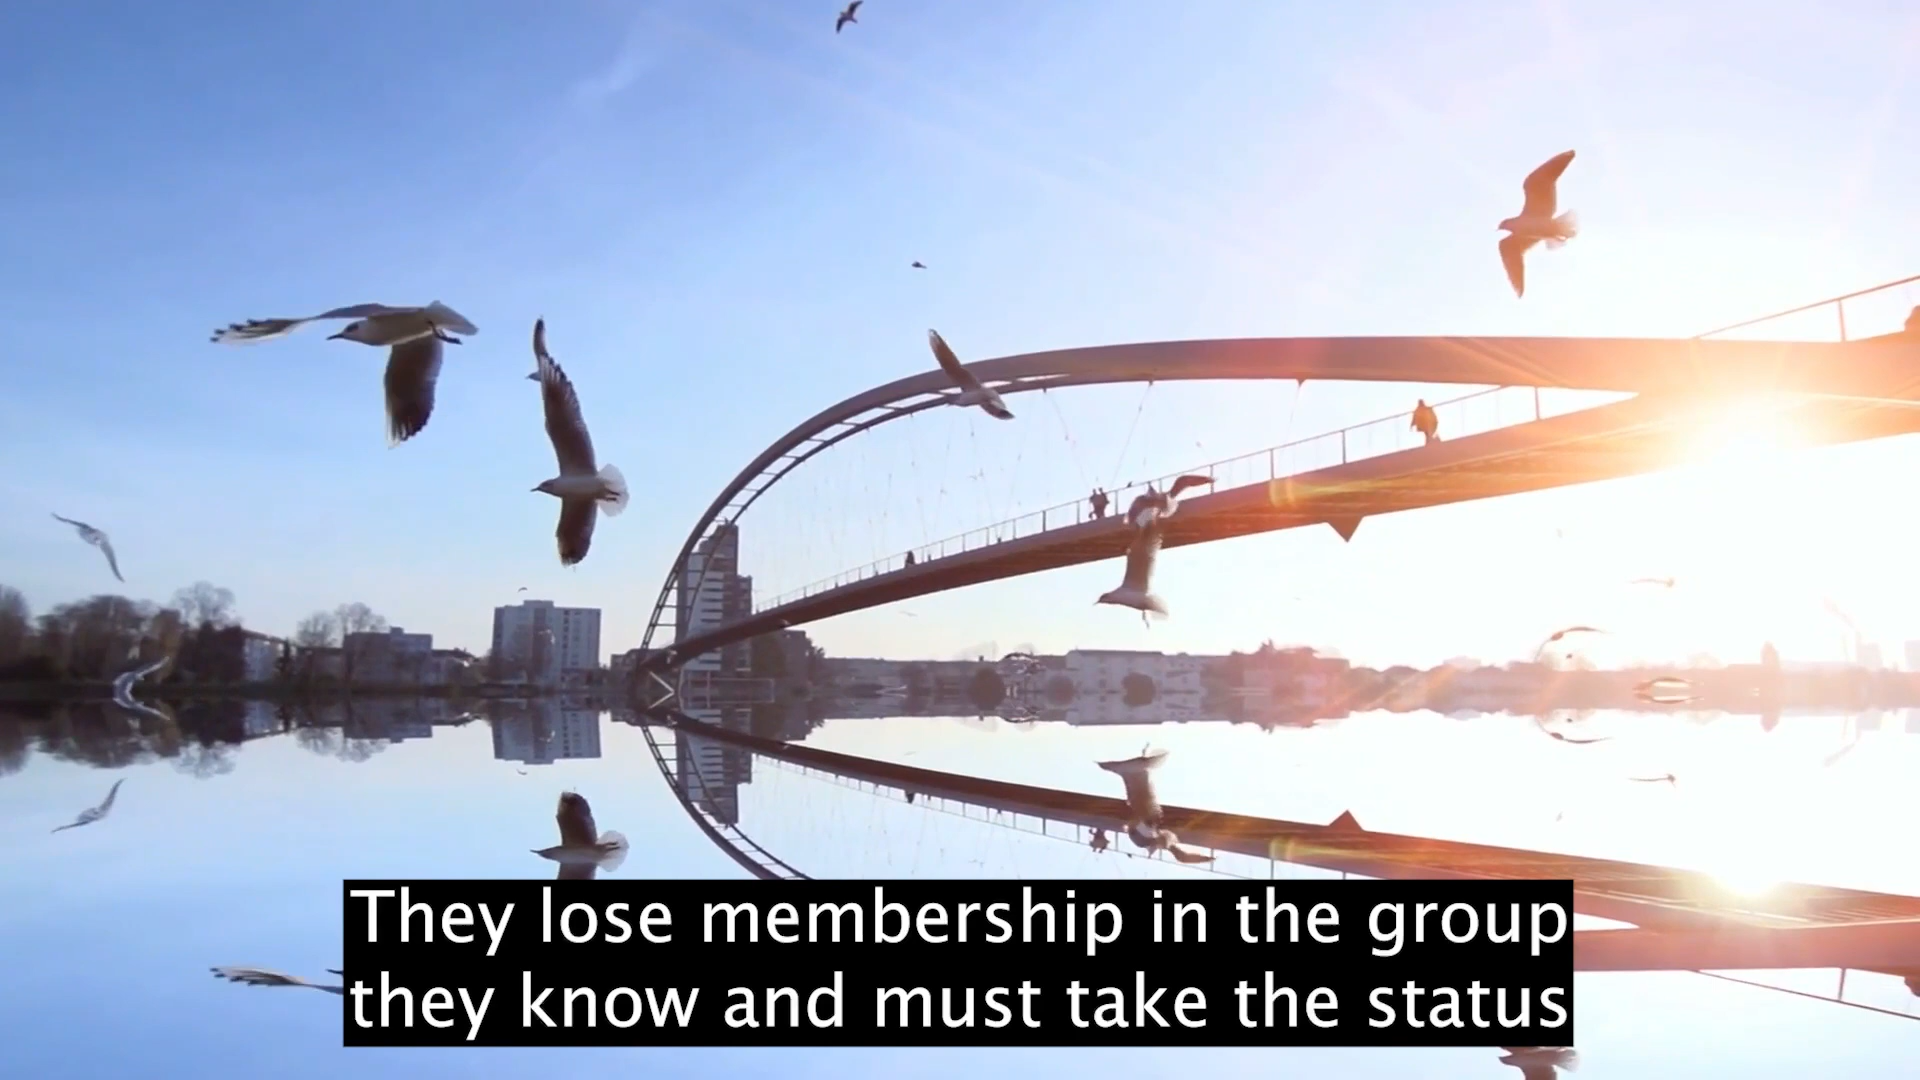 They lose membership in the group
they know and must take the status